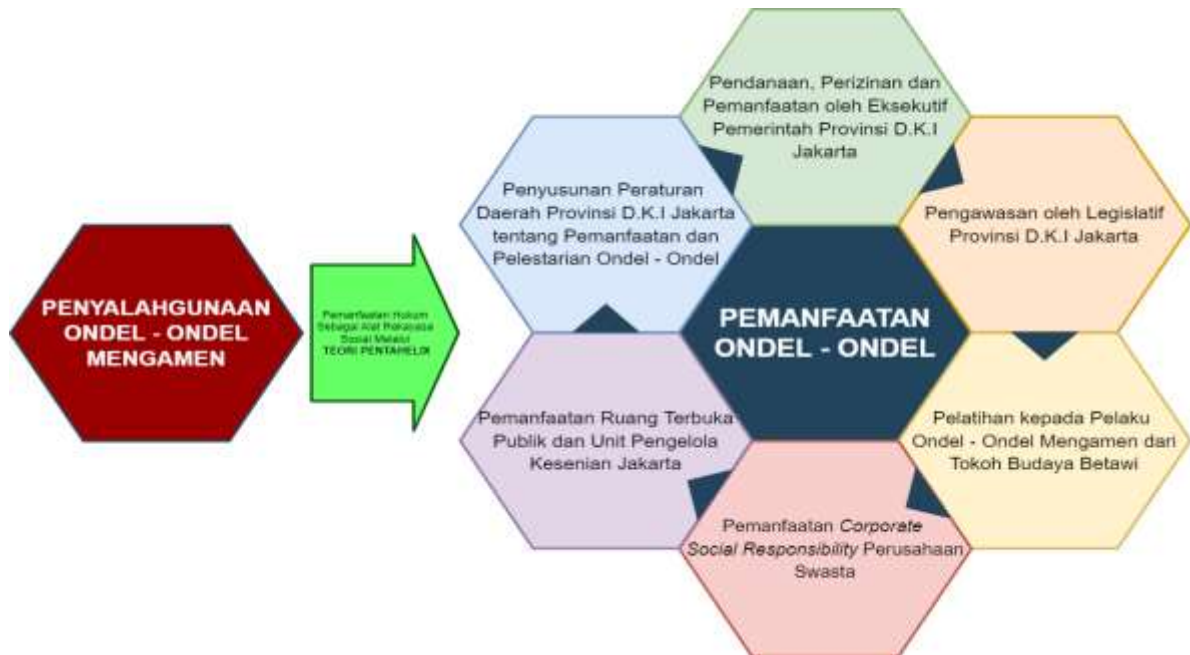 PENYALAHGUNAAN
ONDEL - ONDEL
MENGAMEN
Pemanfaatan Hukum
Sebagai Alat Rekayasa
Sosial Melalui
TEORI PENTAHELIX
Pendanaan, Perizinan dan
Pemanfaatan oleh Eksekutif
Pemerintah Provinsi D.K.I
Jakarta
Penyusunan Peraturan
Daerah Provinsi D.K.I Jakarta
tentang Pemanfaatan dan
Pelestarian Ondel - Ondel
Pengawasan oleh Legislatif
Provinsi D.K.I Jakarta
PEMANFAATAN
ONDEL - ONDEL
Pemanfaatan Ruang Terbuka
Publik dan Unit Pengelola
Kesenian Jakarta
Pelatihan kepada Pelaku
Ondel - Ondel Mengamen dari
Tokoh Budaya Betawi
Pemanfaatan Corporate
Social Responsibility Perusahaan
Swasta